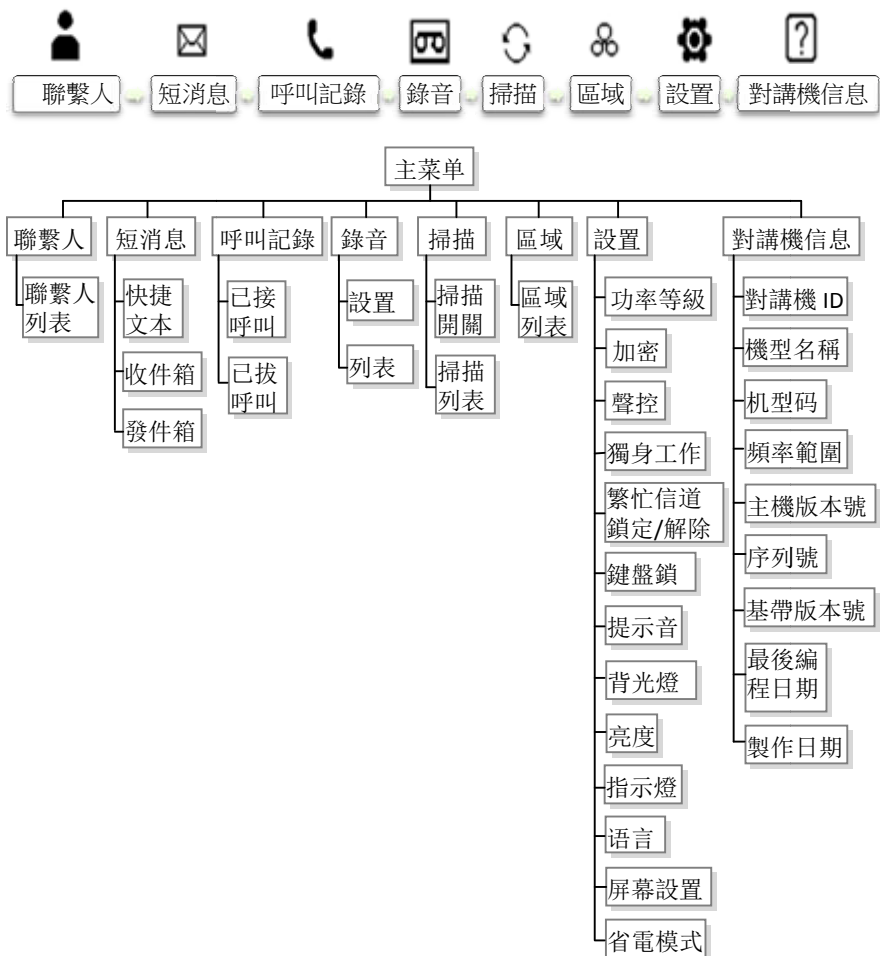 聯繫人
短消息
呼叫記錄
錄音
掃描
區域
設置
對講機信息
主菜单
聯繫人
短消息
呼叫記錄
錄音
掃描
區域
設置
對講機信息
聯繫人
列表
快捷
文本
收件箱
發件箱
已接
呼叫
已拔
呼叫
設置
列表
掃描
開關
掃描
列表
區域
列表
功率等級
加密
聲控
獨身工作
繁忙信道
鎖定/解除
鍵盤鎖
提示音
背光燈
亮度
指示燈
语言
屏幕設置
省電模式
對講機 ID
機型名稱
机型码
頻率範圍
主機版本號
序列號
基帶版本號
最後編
程日期
製作日期